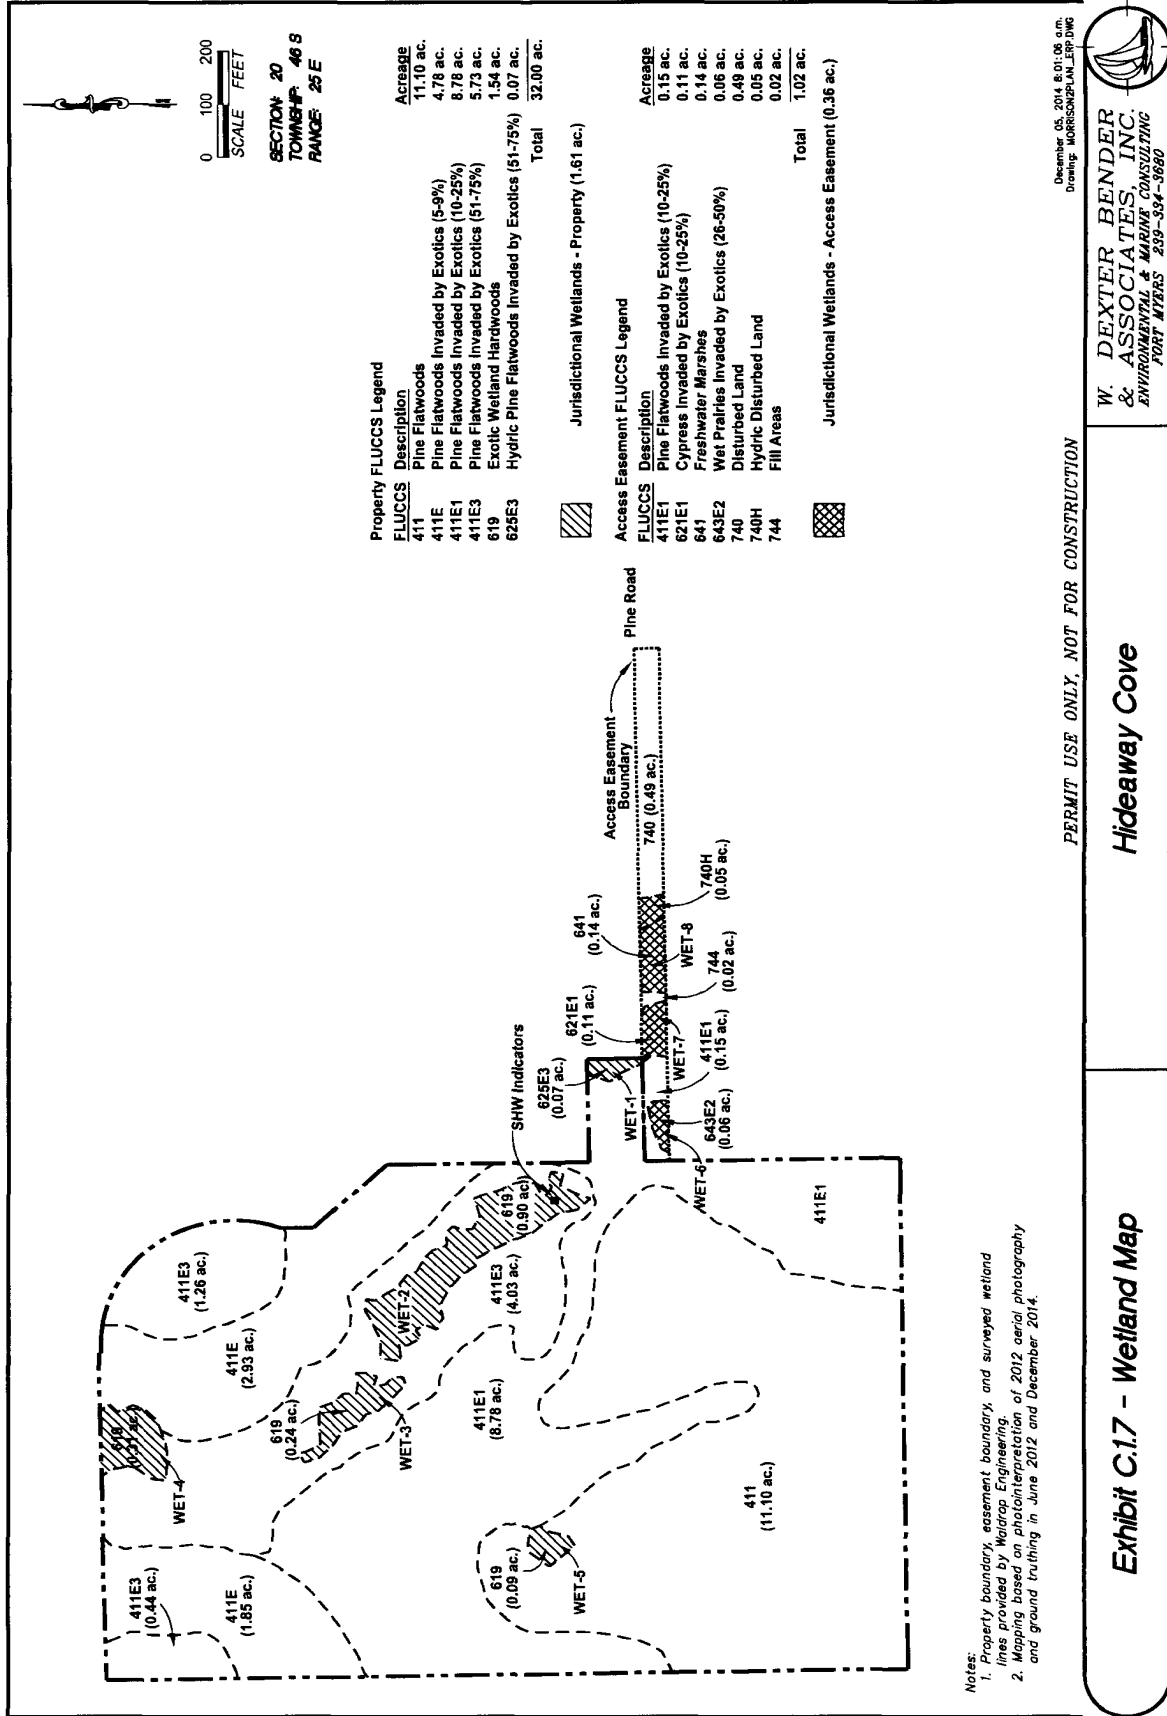 0 100 200
SCALE FEET
SECTION: 20
TOWNSHIP: 46 S
RANGE: 25 E
Property FLUCCS Legend
FLUCCS Description Acreage
411 Pine Flatwoods 11.10 ac.
411E Pine Flatwoods Invaded by Exotics (5-9%) 4.78 ac.
411E1 Pine Flatwoods Invaded by Exotics (10-25%) 8.78 ac.
411E3 Pine Flatwoods Invaded by Exotics (51-75%) 5.73 ac.
619 Exotic Wetland Hardwoods 1.54 ac.
625E3 Hydric Pine Flatwoods Invaded by Exotics (51-75%) 0.07 ac.
Total 32.00 ac.
Jurisdictional Wetlands - Property (1.61 ac.)
Access Easement FLUCCS Legend
FLUCCS Description Acreage
411E1 Pine Flatwoods Invaded by Exotics (10-25%) 0.15 ac.
621E1 Cypress Invaded by Exotics (10-25%) 0.11 ac.
641 Freshwater Marshes 0.14 ac.
643E2 Wet Prairies Invaded by Exotics (26-50%) 0.06 ac.
740 Disturbed Land 0.49 ac.
740H Hydric Disturbed Land 0.05 ac.
744 Fill Areas 0.02 ac.
Total 1.02 ac.
Jurisdictional Wetlands - Access Easement (0.36 ac.)
411E3
(0.44 ac.)
411E
(1.85 ac.)
WET-4
411E
(2.93 ac.)
411E3
(1.26 ac.)
619
(0.24 ac.)
WET-3
WET-2
619
(0.90 ac.)
411E3
(4.03 ac.)
SHW Indicators
411E1
(8.78 ac.)
619
(0.09 ac.)
WET-5
411
(11.10 ac.)
411E1
625E3
(0.07 ac.)
WET-1
WET-6
643E2
(0.06 ac.)
411E1
(0.15 ac.)
WET-7
621E1
(0.11 ac.)
744
(0.02 ac.)
WET-8
641
(0.14 ac.)
740H
(0.05 ac.)
740 (0.49 ac.)
Access Easement
Boundary
Pine Road
Notes:
1. Property boundary, easement boundary, and surveyed wetland
lines provided by Waldrop Engineering.
2. Mapping based on photointerpretation of 2012 aerial photography
and ground truthing in June 2012 and December 2014.
PERMIT USE ONLY, NOT FOR CONSTRUCTION
December 05, 2014 8:01:06 a.m.
Drawing: MORRISON2PLAN_ERP.DWG
Exhibit C.1.7 - Wetland Map
Hideaway Cove
W. DEXTER BENDER
& ASSOCIATES, INC.
ENVIRONMENTAL & MARINE CONSULTING
FORT MYERS 239-334-3680